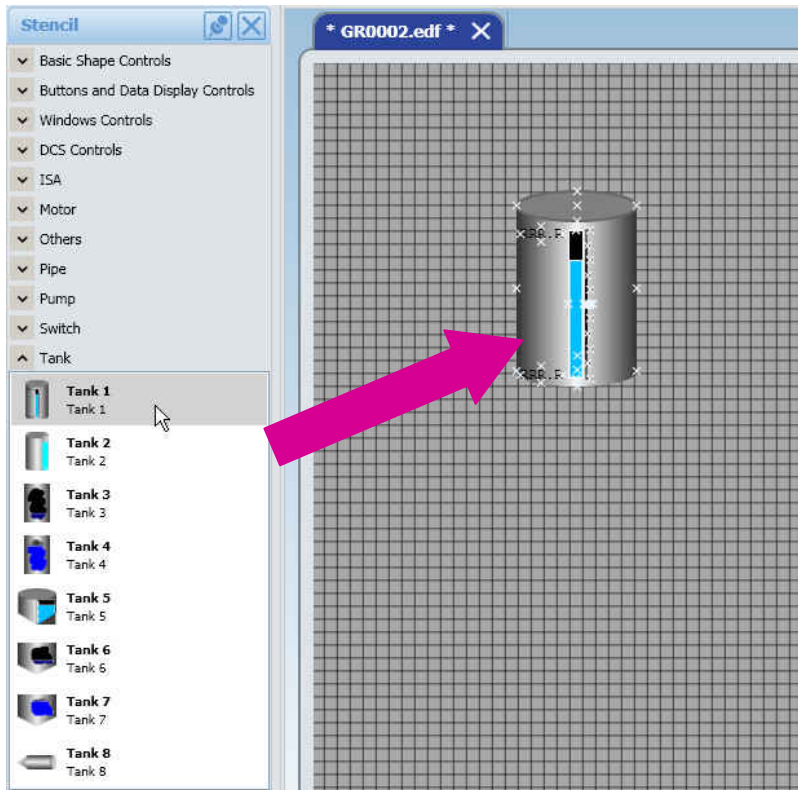 Stencil
* GR0002.edf *
Basic Shape Controls
Buttons and Data Display Controls
Windows Controls
DCS Controls
ISA
Motor
Others
Pipe
Pump
Switch
Tank
Tank 1
Tank 1
Tank 2
Tank 2
Tank 3
Tank 3
Tank 4
Tank 4
Tank 5
Tank 5
Tank 6
Tank 6
Tank 7
Tank 7
Tank 8
Tank 8